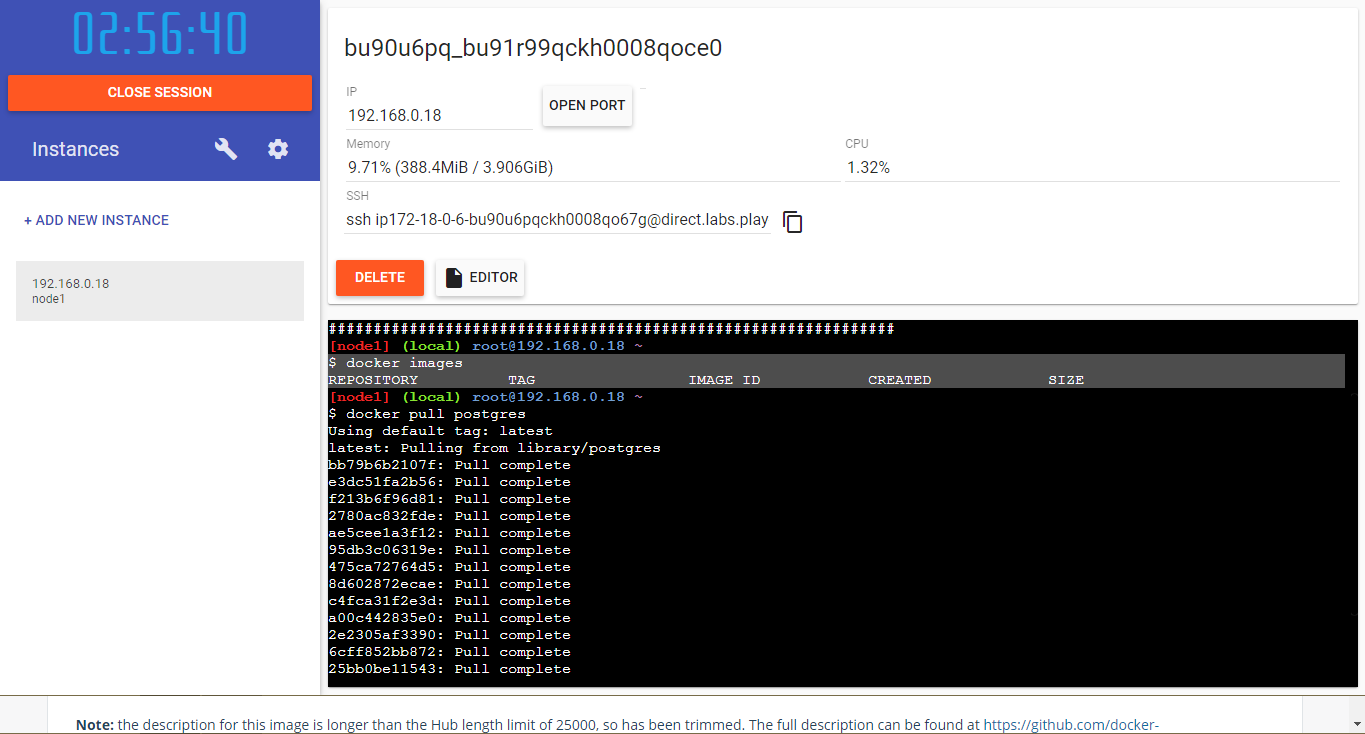 02:56:40
CLOSE SESSION
Instances
+ ADD NEW INSTANCE
192.168.0.18
node1
bu90u6pq_bu91r99qckh0008qoce0
IP
192.168.0.18
OPEN PORT
Memory
9.71% (388.4MiB / 3.906GiB)
CPU
1.32%
SSH
ssh ip172-18-0-6-bu90u6pqckh0008qo67g@direct.labs.play
DELETE
EDITOR
###############################################################
[node1] (local) root@192.168.0.18 ~
$ docker images
REPOSITORY TAG IMAGE ID CREATED SIZE
[node1] (local) root@192.168.0.18 ~
$ docker pull postgres
Using default tag: latest
latest: Pulling from library/postgres
bb79b6b2107f: Pull complete
e3dc51fa2b56: Pull complete
f213b6f96d81: Pull complete
2780ac832fde: Pull complete
ae5cee1a3f12: Pull complete
95db3c06319e: Pull complete
475ca72764d5: Pull complete
8d602872ecae: Pull complete
c4fca31f2e3d: Pull complete
a00c442835e0: Pull complete
2e2305af3390: Pull complete
6cff852bb872: Pull complete
25bb0be11543: Pull complete
Note: the description for this image is longer than the Hub length limit of 25000, so has been trimmed. The full description can be found at https://github.com/docker-